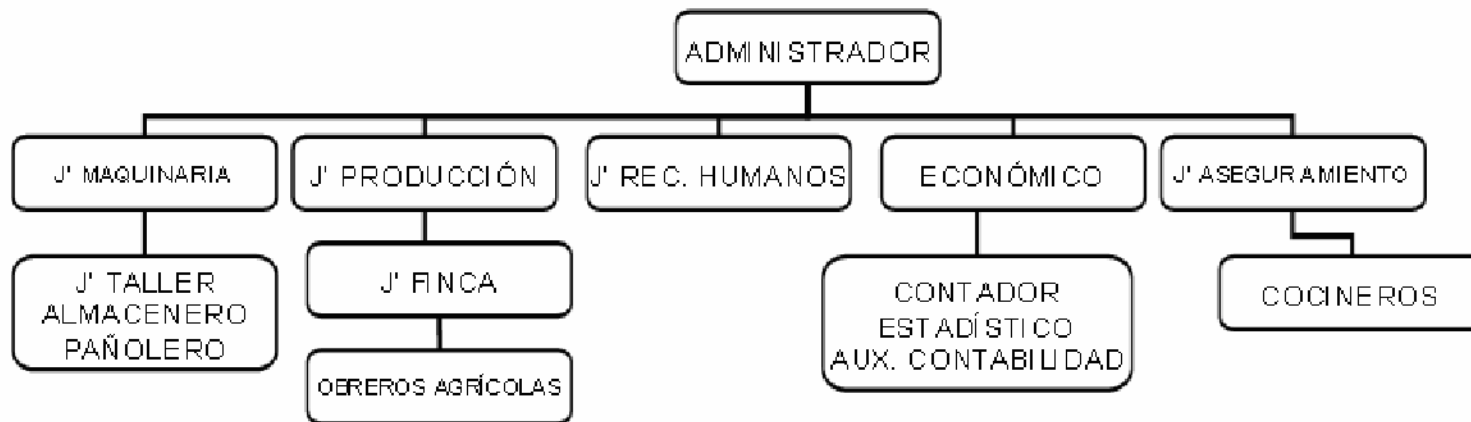 ADMINISTRADOR
J' MAQUINARIA
J' PRODUCCIÓN
J' REC. HUMANOS
ECONÓMICO
J' ASEGURAMIENTO
J' TALLER
ALMACENERO
PAÑOLERO
J' FINCA
CONTADOR
ESTADÍSTICO
AUX. CONTABILIDAD
COCINEROS
OBREROS AGRÍCOLAS